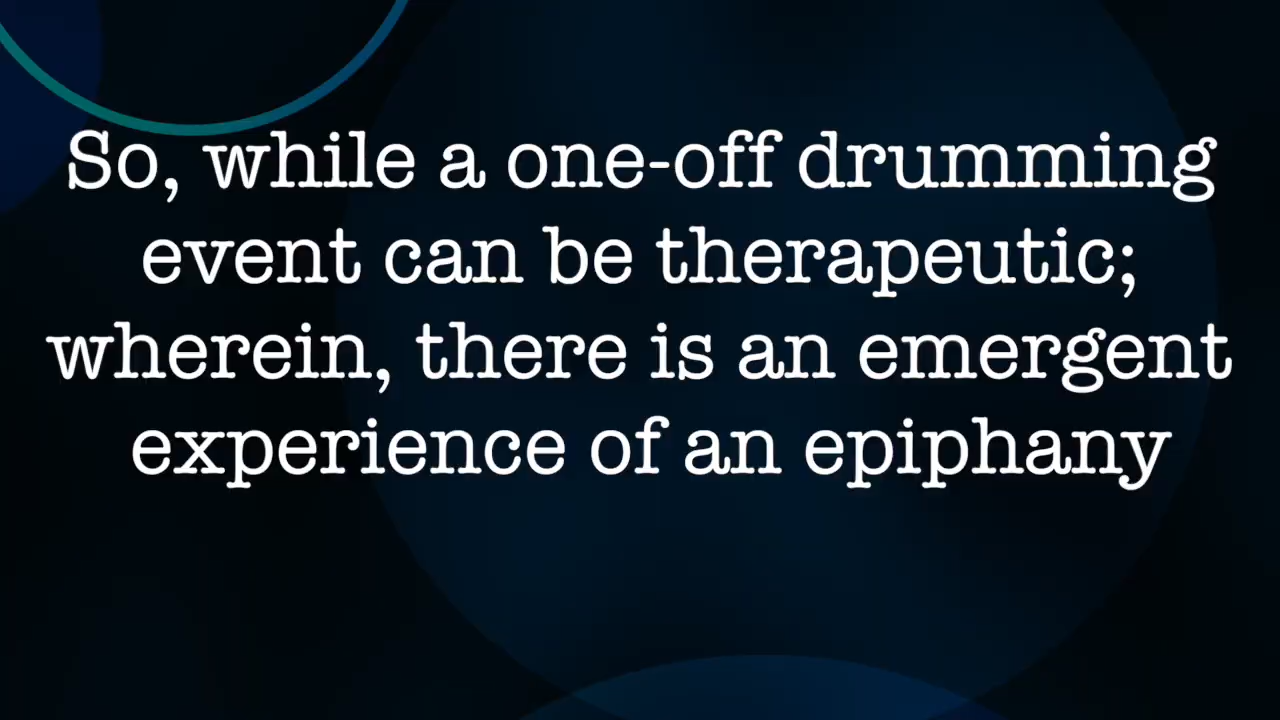 So, while a one-off drumming
event can be therapeutic;
wherein, there is an emergent
experience of an epiphany